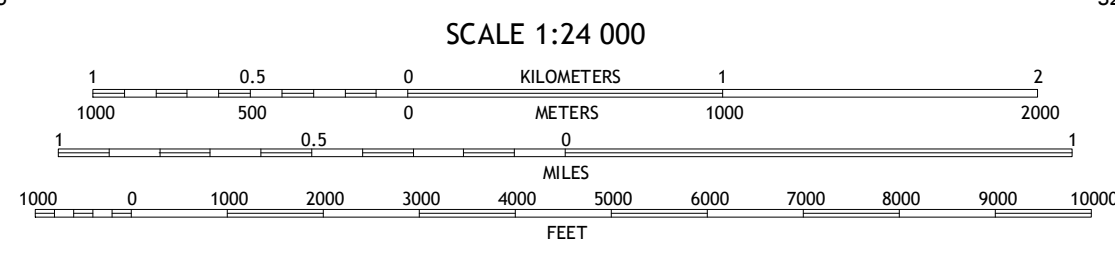 SCALE 1:24 000
1 0.5 0 KILOMETERS 1 2
1000 500 0 METERS 1000 2000
1 0.5 0 1
MILES
1000 0 1000 2000 3000 4000 5000 6000 7000 8000 9000 10000
FEET